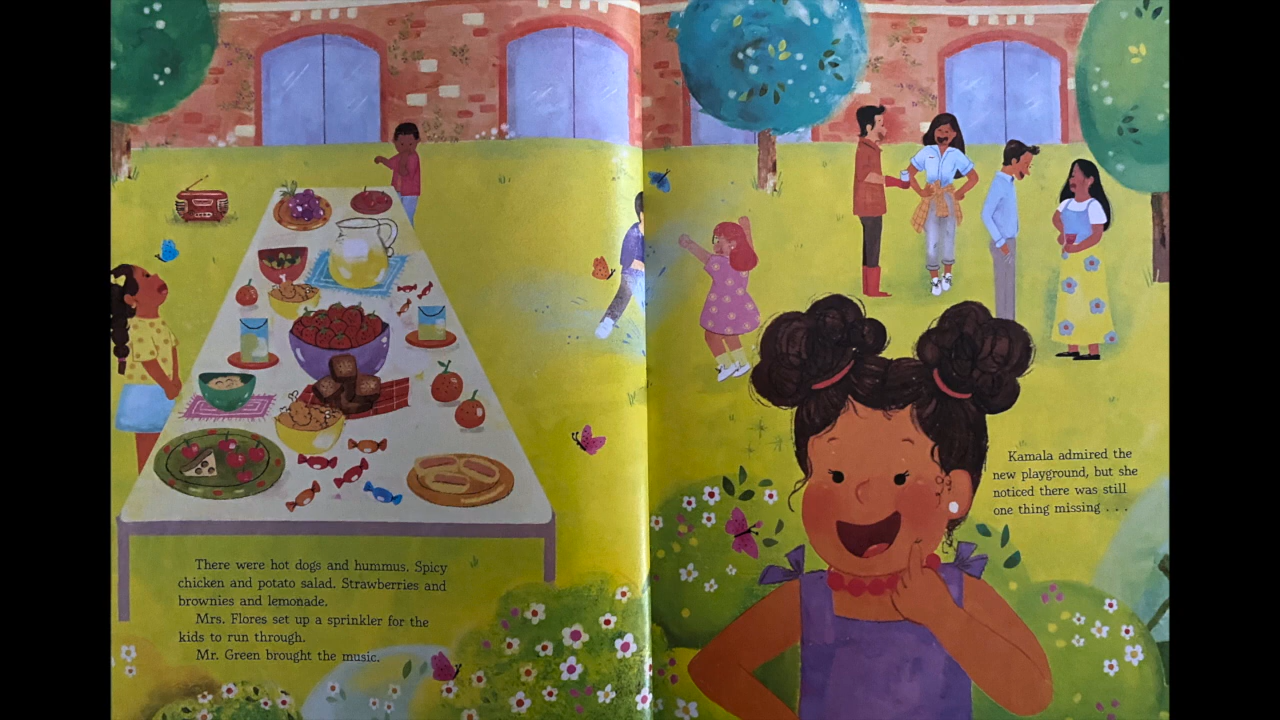 There were hot dogs and hummus. Spicy
chicken and potato salad. Strawberries and
brownies and lemonade.
Mrs. Flores set up a sprinkler for the
kids to run through.
Mr. Green brought the music.
Kamala admired the
new playground, but she
noticed there was still
one thing missing . . .